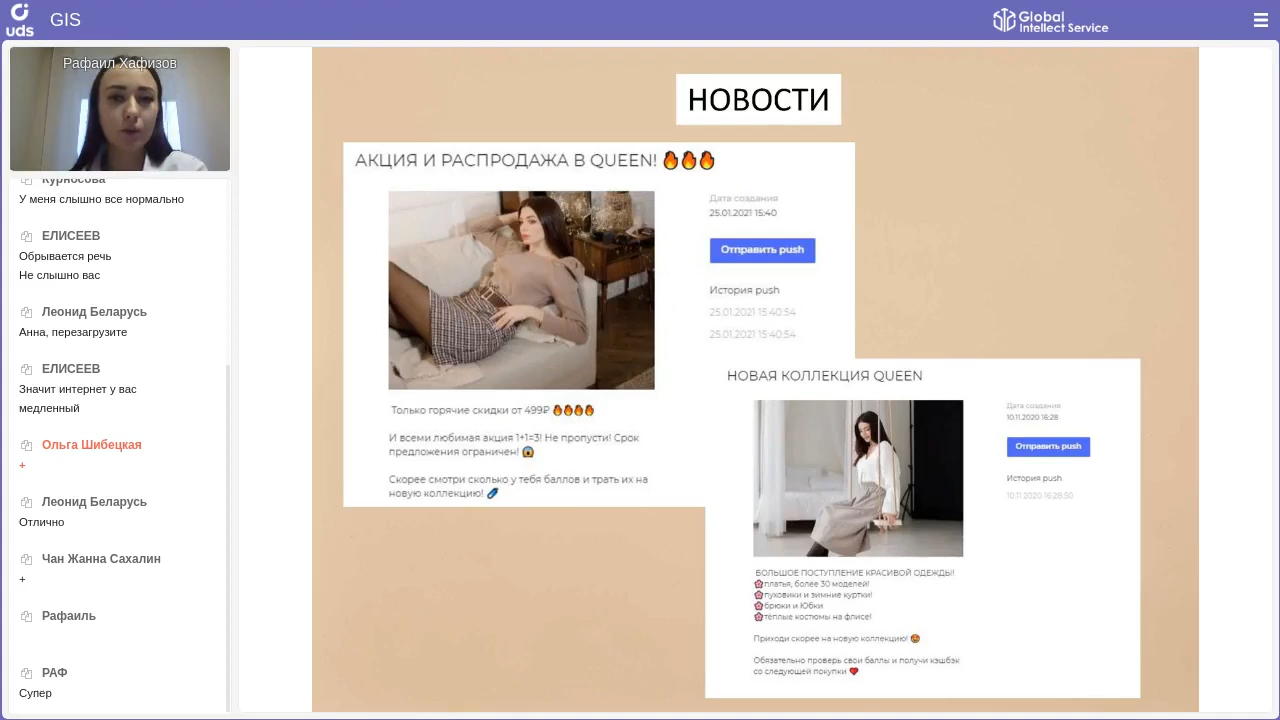 uds
GIS
Global
Intellect Service
Рафаил Хафизов
Курносова
У меня слышно все нормально
ЕЛИСЕЕВ
Обрывается речь
Не слышно вас
Леонид Беларусь
Анна, перезагрузите
ЕЛИСЕЕВ
Значит интернет у вас
медленный
Ольга Шибецкая
+
Леонид Беларусь
Отлично
Чан Жанна Сахалин
+
Рафаиль
РАФ
Супер
НОВОСТИ
АКЦИЯ И РАСПРОДАЖА В QUEEN! 🔥🔥🔥
Дата создания
25.01.2021 15:40
Отправить push
История push
25.01.2021 15:40:54
25.01.2021 15:40:54
Только горячие скидки от 499₽ 🔥🔥🔥🔥
И всеми любимая акция 1+1=3! Не пропусти! Срок
предложения ограничен! 😱
Скорее смотри сколько у тебя баллов и трать их на
новую коллекцию!
НОВАЯ КОЛЛЕКЦИЯ QUEEN
Дата создания
10.11.2020 16:28
Отправить push
История push
10.11.2020 16:28:50
БОЛЬШОЕ ПОСТУПЛЕНИЕ КРАСИВОЙ ОДЕЖДЫ!
🌸платья, более 30 моделей!
🌸пуховики и зимние куртки!
🌸брюки и Юбки
🌸тёплые костюмы на флисе!
Приходи скорее на новую коллекцию! 🤩
Обязательно проверь свои баллы и получи кэшбэк
со следующей покупки ❤️